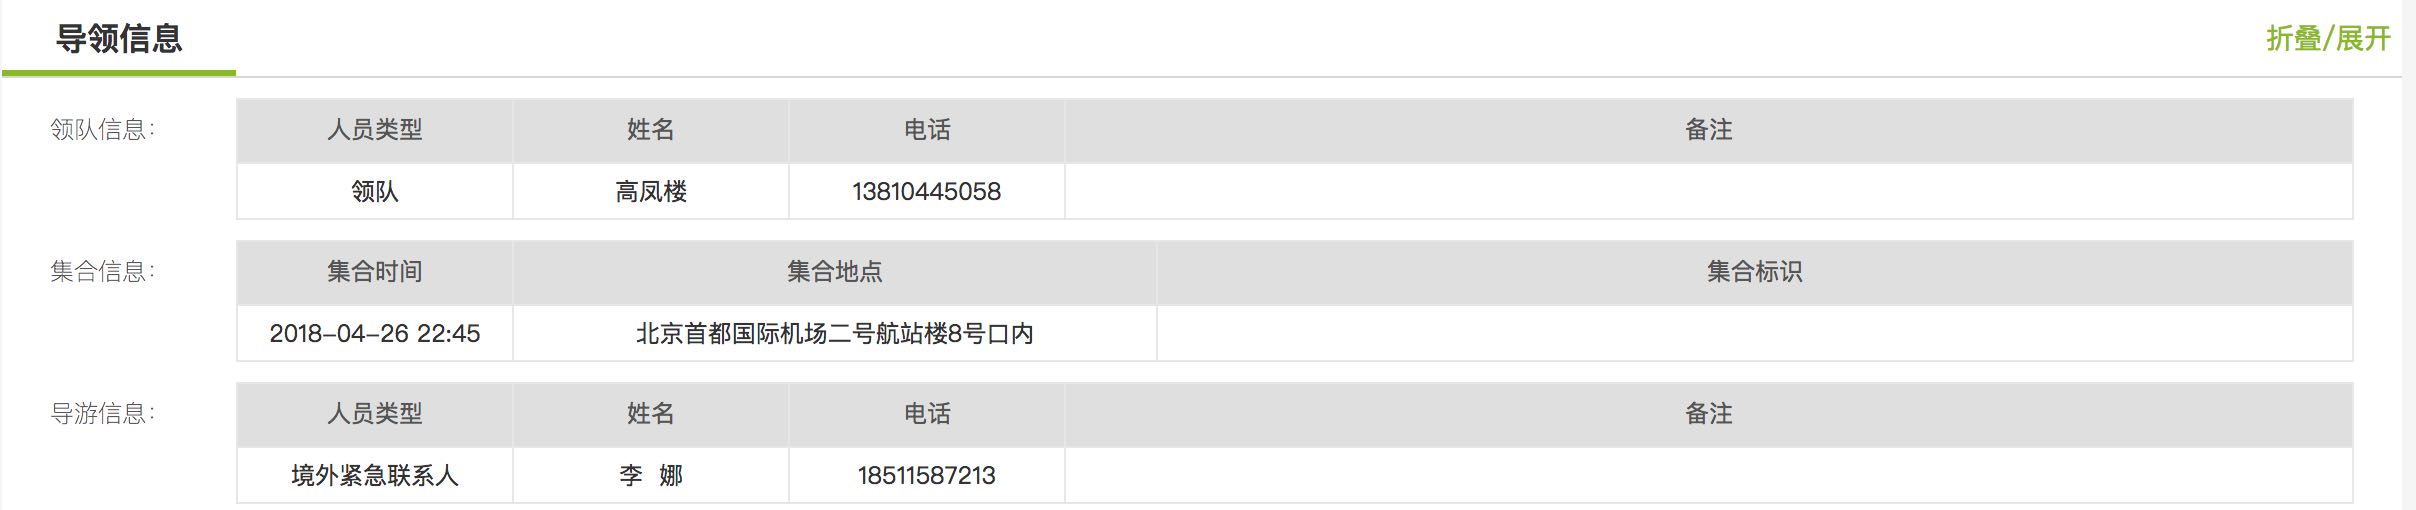 导领信息 折叠/展开
领队信息： 人员类型 姓名 电话 备注
领队 高凤楼 13810445058
集合信息： 集合时间 集合地点 集合标识
2018-04-26 22:45 北京首都国际机场二号航站楼8号口内
导游信息： 人员类型 姓名 电话 备注
境外紧急联系人 李 娜 18511587213